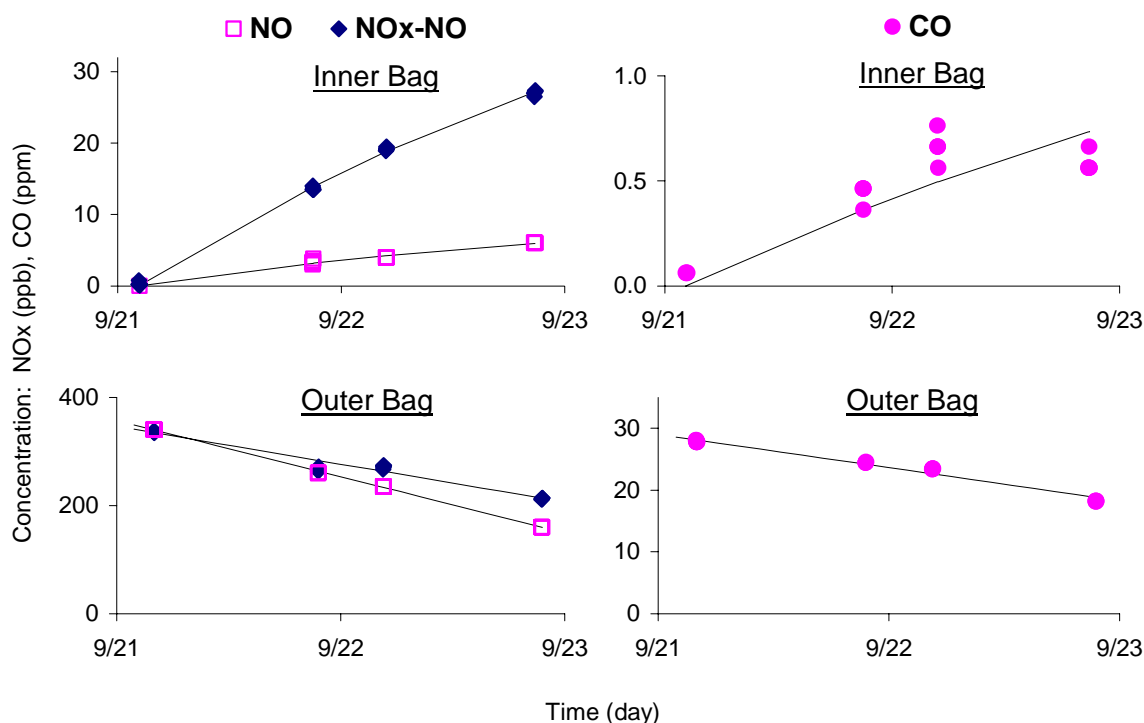 NO NOx-NO CO
Concentration: NOx (ppb), CO (ppm)
Inner Bag
30
20
10
0
9/21 9/22 9/23
Inner Bag
1.0
0.5
0.0
9/21 9/22 9/23
Outer Bag
400
200
0
9/21 9/22 9/23
Outer Bag
30
20
10
0
9/21 9/22 9/23
Time (day)